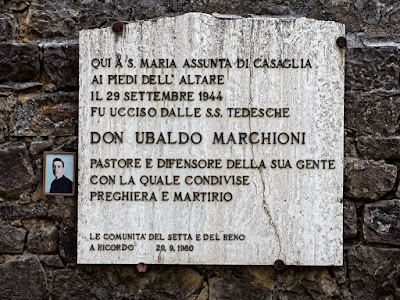 QUI A S. MARIA ASSUNTA DI CASAGLIA
AI PIEDI DELL' ALTARE
IL 29 SETTEMBRE 1944
FU UCCISO DALLE S.S. TEDESCHE
DON UBALDO MARCHIONI
PASTORE E DIFENSORE DELLA SUA GENTE
CON LA QUALE CONDIVISE
PREGHIERA E MARTIRIO
LE COMUNITA' DEL SETTA E DEL RENO
A RICORDO 29. 9. 1980